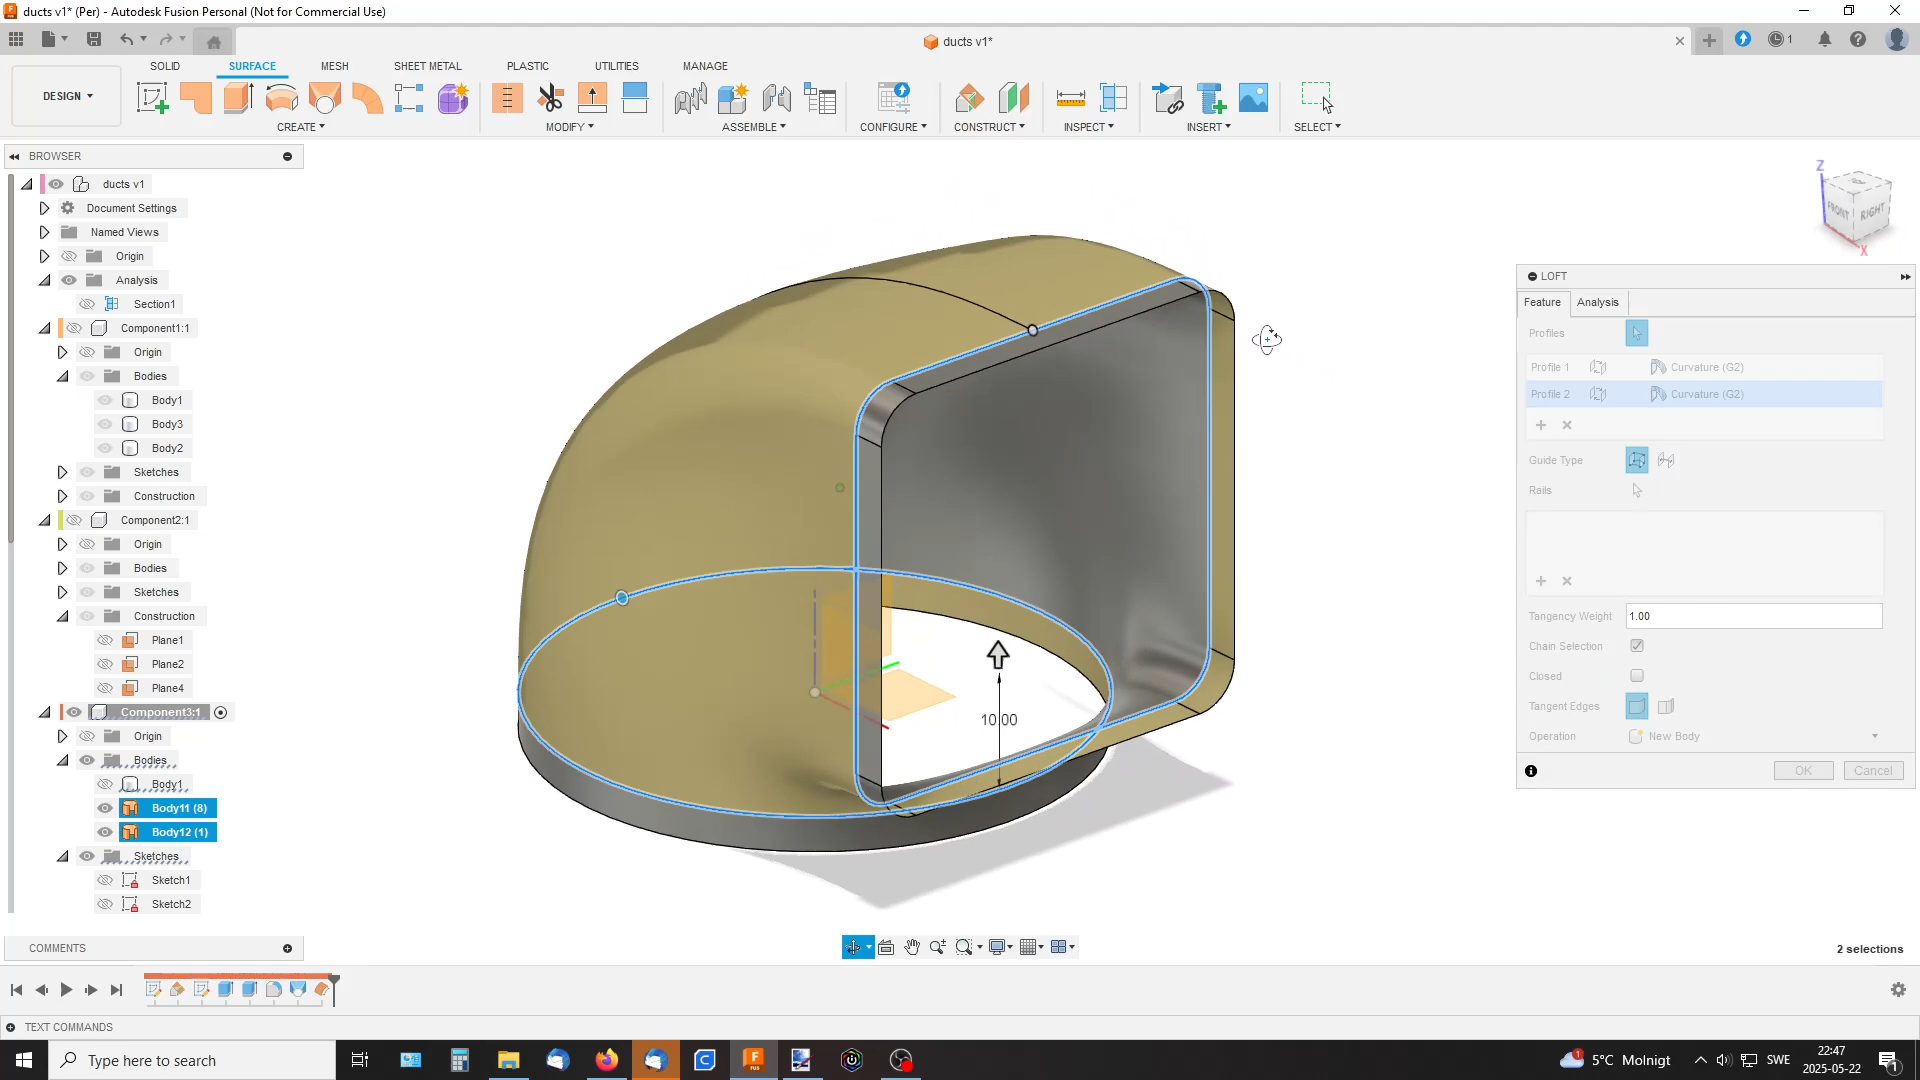 ducts v1* (Per) - Autodesk Fusion Personal (Not for Commercial Use)
ducts v1*
1
DESIGN
SOLID
SURFACE
MESH
SHEET METAL
PLASTIC
UTILITIES
MANAGE
CREATE
MODIFY
ASSEMBLE
CONFIGURE
CONSTRUCT
INSPECT
INSERT
SELECT
BROWSER
ducts v1
Document Settings
Named Views
Origin
Analysis
Section1
Component1:1
Origin
Bodies
Body1
Body3
Body2
Sketches
Construction
Component2:1
Origin
Bodies
Sketches
Construction
Plane1
Plane2
Plane4
Component3:1
Origin
Bodies
Body1
Body11 (8)
Body12 (1)
Sketches
Sketch1
Sketch2
COMMENTS
10.00
Z
TOP
FRONT
RIGHT
X
LOFT
Feature
Analysis
Profiles
Profile 1
Curvature (G2)
Profile 2
Curvature (G2)
Guide Type
Rails
Tangency Weight
1.00
Chain Selection
Closed
Tangent Edges
Operation
New Body
OK
Cancel
2 selections
TEXT COMMANDS
Type here to search
1
5°C Molnigt
SWE
22:47
2025-05-22
1